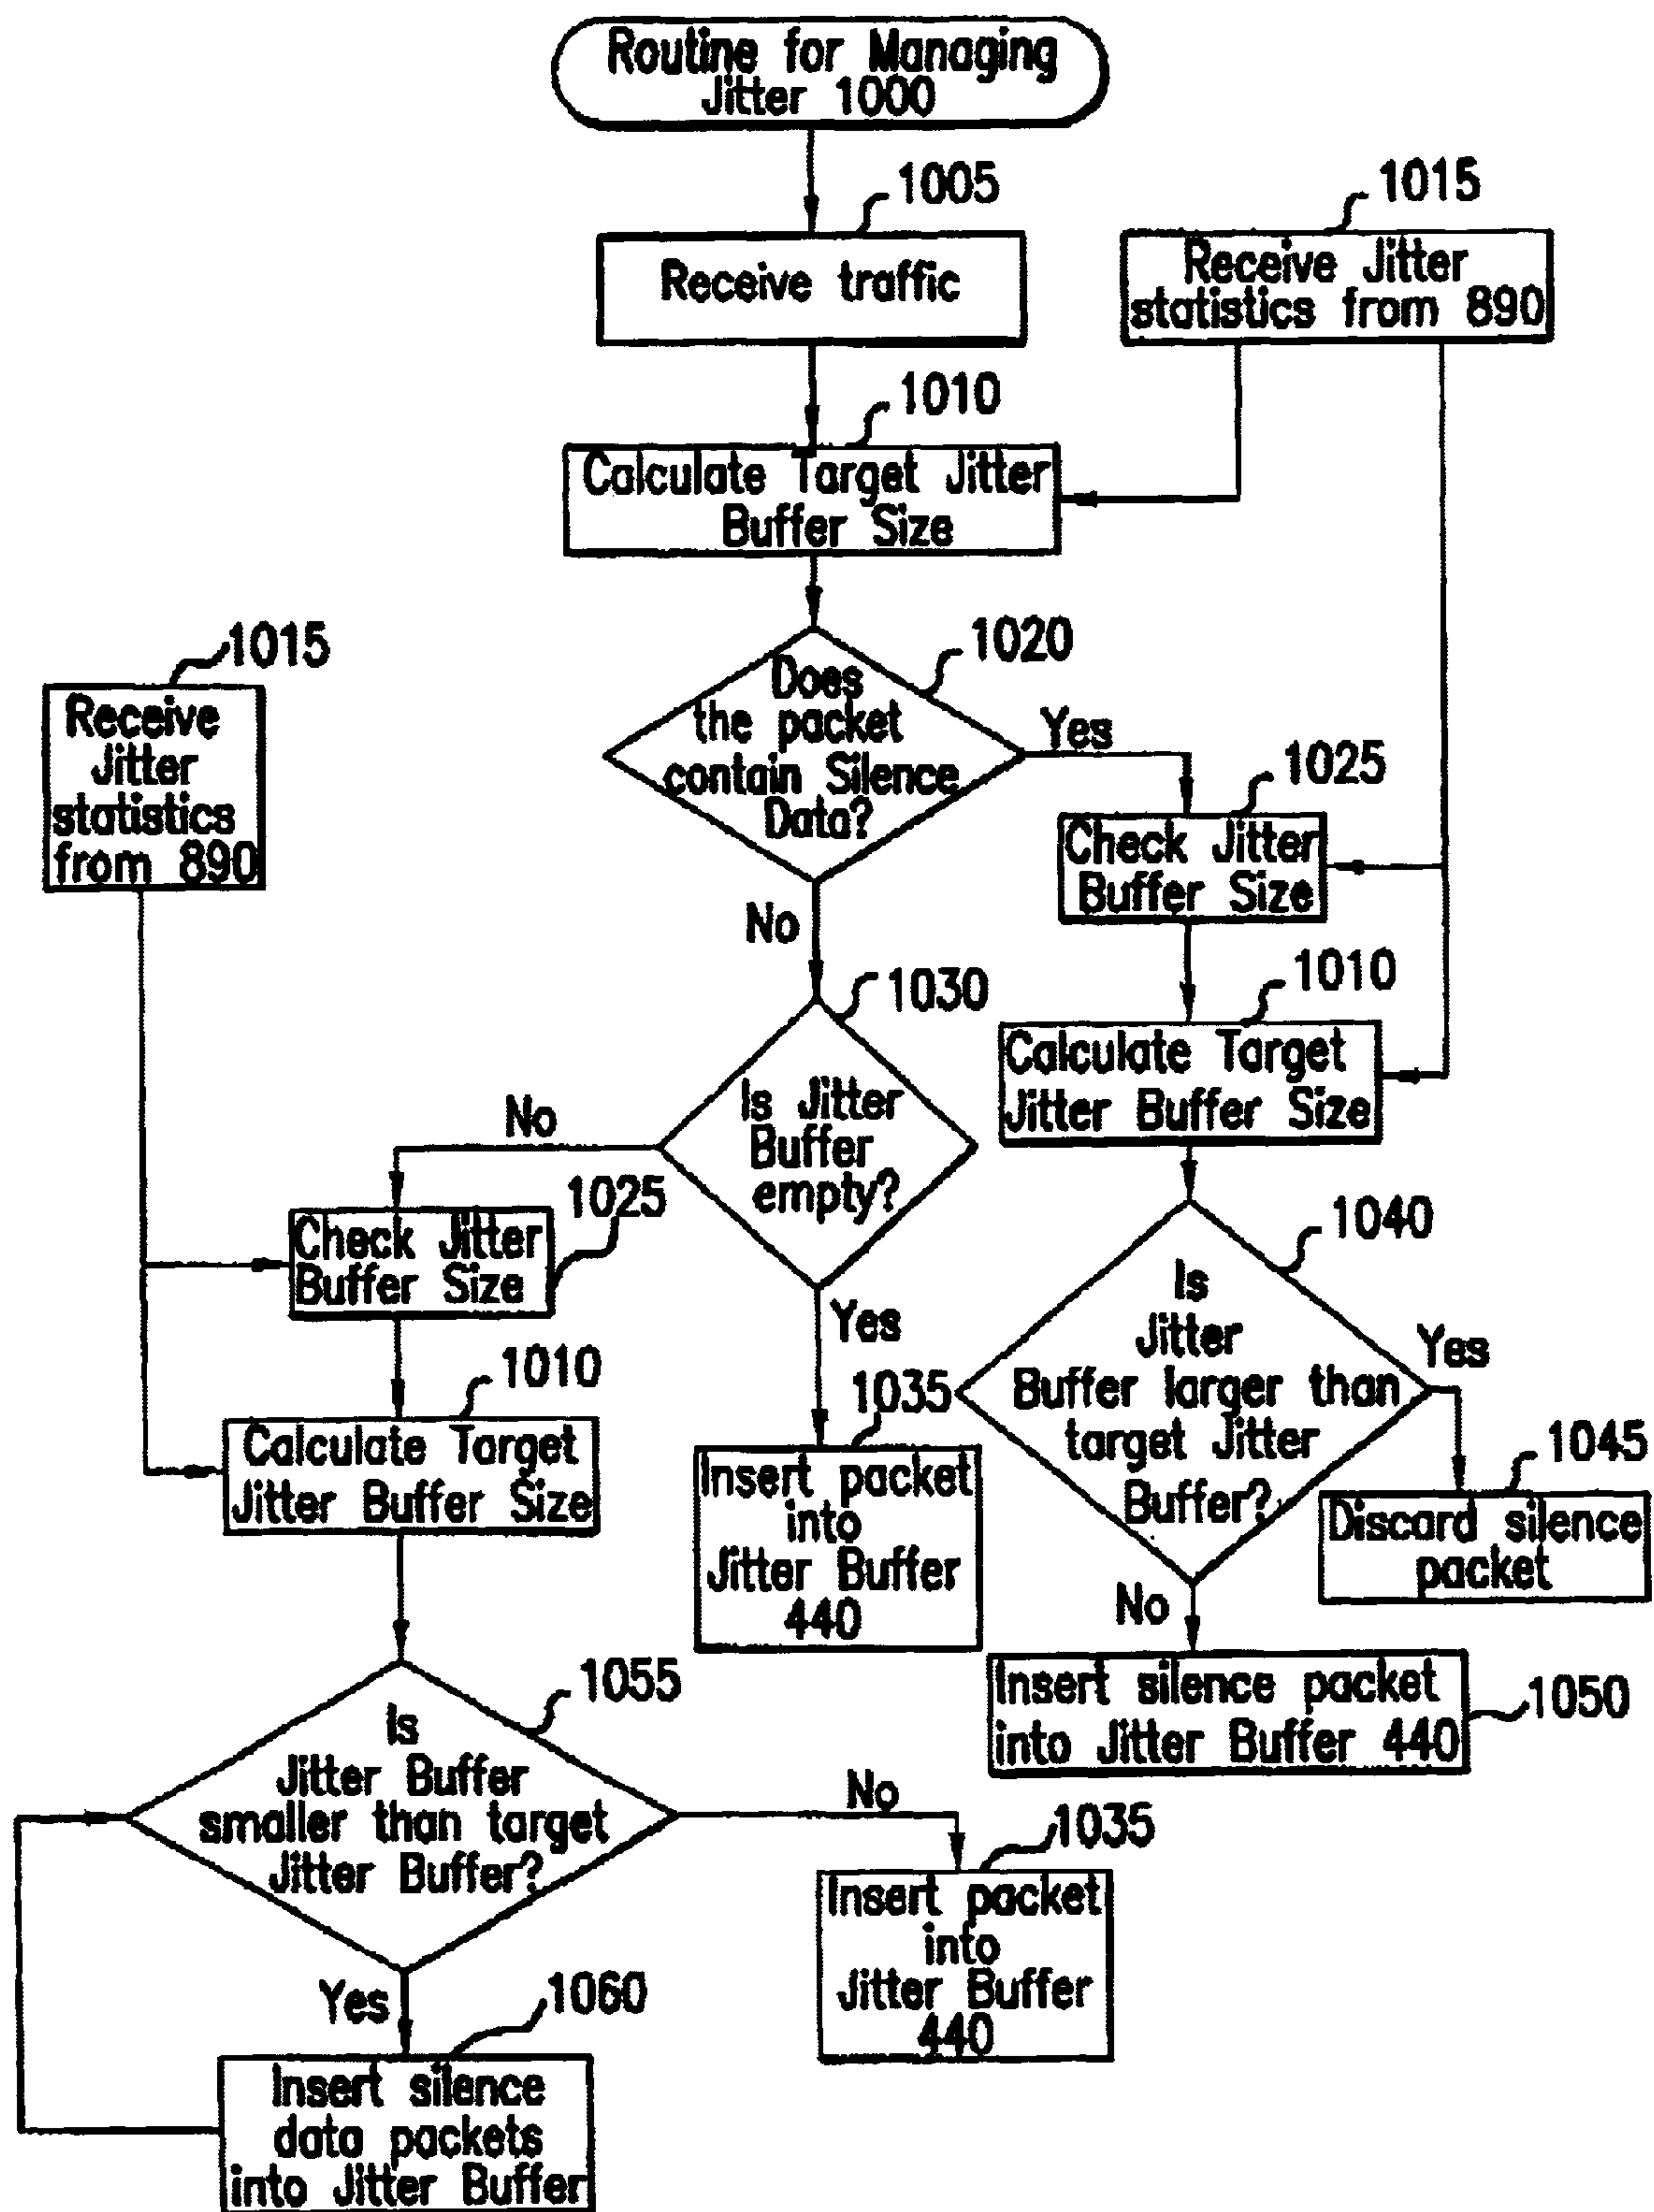 Routine for Managing
Jitter 1000
1005
Receive traffic
1015
Receive Jitter
statistics from 890
1010
Calculate Target Jitter
Buffer Size
1015
Receive
Jitter
statistics
from 890
1020
Does
the packet
contain Silence
Data?
Yes
No
1025
Check Jitter
Buffer Size
1010
Calculate Target
Jitter Buffer Size
1030
Is Jitter
Buffer
empty?
No
Yes
1025
Check Jitter
Buffer Size
1010
Calculate Target
Jitter Buffer Size
1035
Insert packet
into
Jitter Buffer
440
1040
Is
Jitter
Buffer larger than
target Jitter
Buffer?
Yes
No
1045
Discard silence
packet
1050
Insert silence packet
into Jitter Buffer 440
1055
Is
Jitter Buffer
smaller than target
Jitter Buffer?
No
Yes
1035
Insert packet
into
Jitter Buffer
440
1060
Insert silence
data packets
into Jitter Buffer